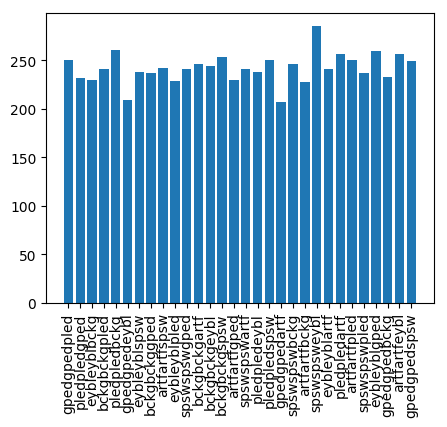 250
200
150
100
50
0
gpedgpedpled
pledpledgped
eybleyblbckg
bckgbckgpled
pledpledbckg
gpedgpedeybl
eybleyblspsw
bckgbckggped
artfartfspsw
eybleyblpled
spswspswgped
bckgbckgartf
bckgbckgeybl
bckgbckgspsw
artfartfgped
spswspswartf
pledpledeybl
pledpledspsw
gpedgpedartf
spswspswbckg
artfartfbckg
spswspsweybl
eybleyblartf
pledpledartf
artfartfpled
spswspswpled
eybleyblgped
gpedgpedbckg
artfartfeybl
gpedgpedspsw